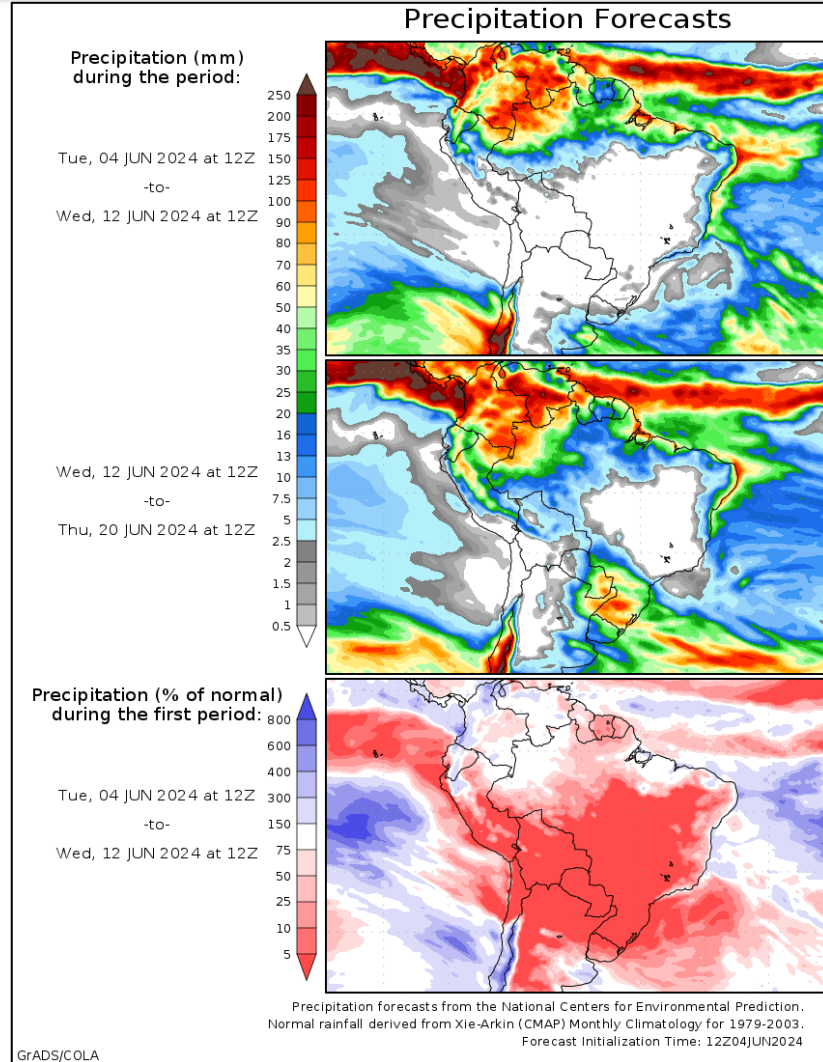 Precipitation Forecasts
Precipitation (mm)
during the period:
Tue, 04 JUN 2024 at 12Z
-to-
Wed, 12 JUN 2024 at 12Z
250
200
175
150
125
100
90
80
70
60
50
40
35
30
25
20
16
13
10
7.5
5
2.5
2
1.5
1
0.5
Wed, 12 JUN 2024 at 12Z
-to-
Thu, 20 JUN 2024 at 12Z
Precipitation (% of normal)
during the first period:
Tue, 04 JUN 2024 at 12Z
-to-
Wed, 12 JUN 2024 at 12Z
800
600
400
300
150
75
50
25
10
5
Precipitation forecasts from the National Centers for Environmental Prediction.
Normal rainfall derived from Xie-Arkin (CMAP) Monthly Climatology for 1979-2003.
Forecast Initialization Time: 12Z04JUN2024
GrADS/COLA